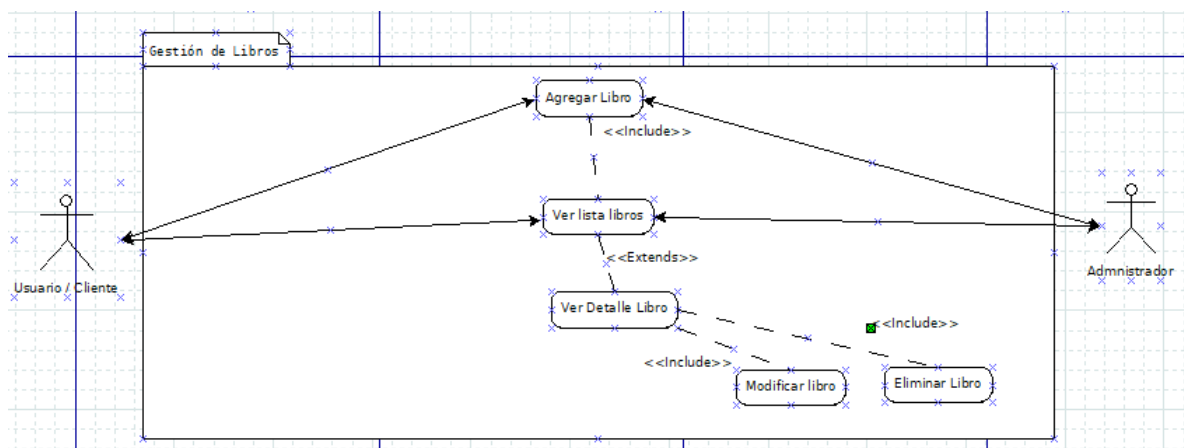 Gestión de Libros
Agregar Libro
<<Include>>
Ver lista libros
<<Extends>>
Usuario / Cliente
Admnistrador
Ver Detalle Libro
<<Include>>
<<Include>>
Modificar libro
Eliminar Libro